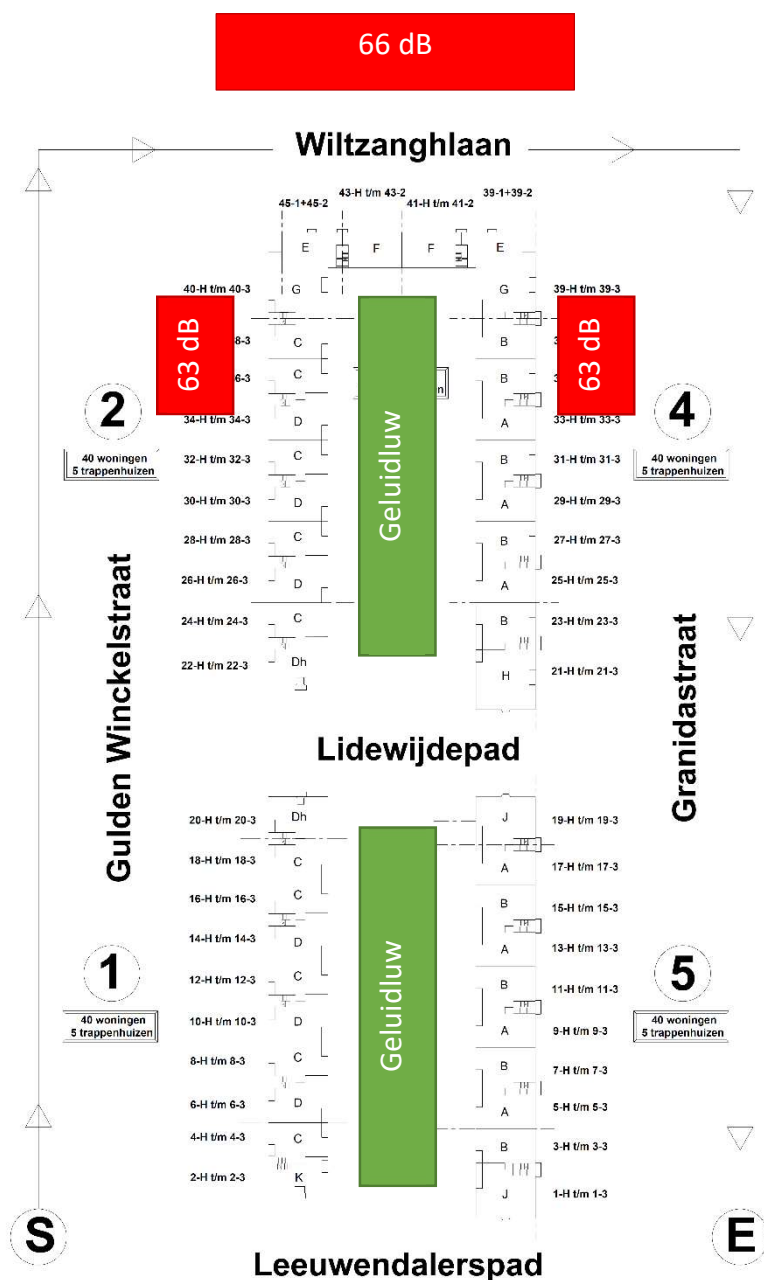 66 dB
Wiltzanghlaan
43-H t/m 43-2
39-1+39-2
45-1+45-2
41-H t/m 41-2
E
F
F
E
40-H t/m 40-3
G
G
39-H t/m 39-3
63 dB
8-3
C
B
3
63 dB
6-3
C
B
2
34-H t/m 34-3
D
A
33-H t/m 33-3
4
40 woningen
5 trappenhuizen
32-H t/m 32-3
C
B
31-H t/m 31-3
40 woningen
5 trappenhuizen
30-H t/m 30-3
D
Geluidluw
A
29-H t/m 29-3
28-H t/m 28-3
C
B
27-H t/m 27-3
26-H t/m 26-3
D
A
25-H t/m 25-3
24-H t/m 24-3
C
B
23-H t/m 23-3
22-H t/m 22-3
Dh
H
21-H t/m 21-3
Gulden Winckelstraat
Lidewijdepad
Granidastraat
20-H t/m 20-3
Dh
J
19-H t/m 19-3
18-H t/m 18-3
C
A
17-H t/m 17-3
16-H t/m 16-3
C
B
15-H t/m 15-3
14-H t/m 14-3
D
A
13-H t/m 13-3
1
12-H t/m 12-3
C
Geluidluw
B
11-H t/m 11-3
5
40 woningen
5 trappenhuizen
10-H t/m 10-3
D
A
9-H t/m 9-3
40 woningen
5 trappenhuizen
8-H t/m 8-3
C
B
7-H t/m 7-3
6-H t/m 6-3
D
A
5-H t/m 5-3
4-H t/m 4-3
C
B
3-H t/m 3-3
2-H t/m 2-3
K
J
1-H t/m 1-3
S
E
Leeuwendalerspad